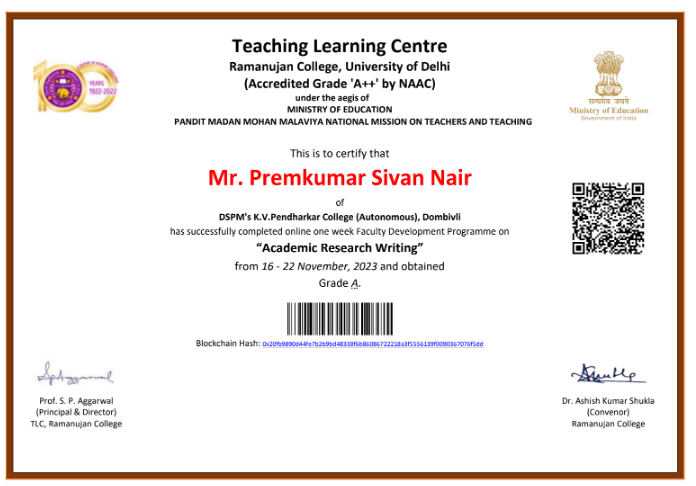 Teaching Learning Centre
Ramanujan College, University of Delhi
(Accredited Grade 'A++' by NAAC)
under the aegis of
MINISTRY OF EDUCATION
PANDIT MADAN MOHAN MALAVIYA NATIONAL MISSION ON TEACHERS AND TEACHING
100 YEARS
1922-2022
सत्यमेव जयते
Ministry of Education
Government of India
This is to certify that
Mr. Premkumar Sivan Nair
of
DSPM's K.V.Pendharkar College (Autonomous), Dombivli
has successfully completed online one week Faculty Development Programme on
“Academic Research Writing”
from 16 - 22 November, 2023 and obtained
Grade A.
Blockchain Hash:
Prof. S. P. Aggarwal
(Principal & Director)
TLC, Ramanujan College
Dr. Ashish Kumar Shukla
(Convenor)
Ramanujan College